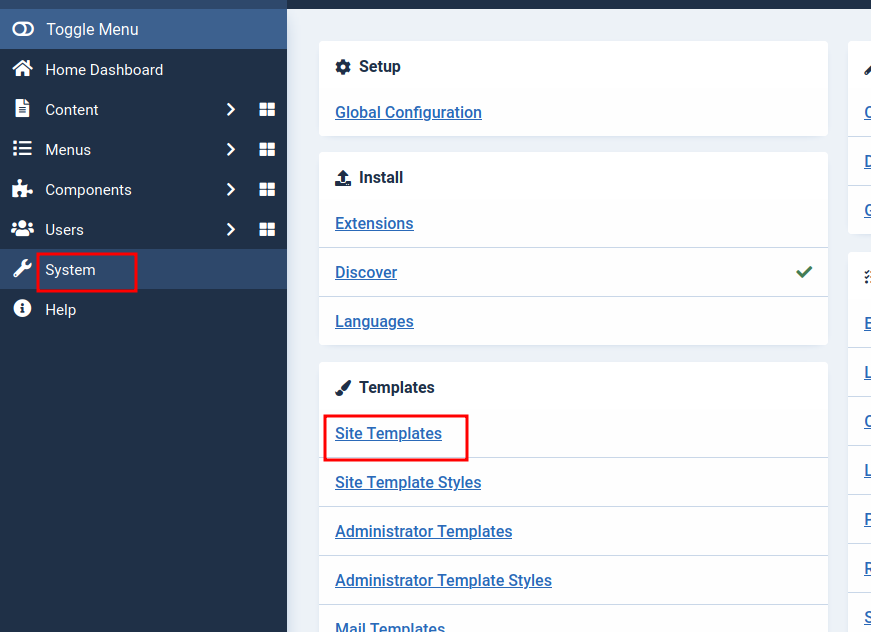 Toggle Menu
Home Dashboard
Content
Menus
Components
Users
System
Help
Setup
Global Configuration
Install
Extensions
Discover
Languages
Templates
Site Templates
Site Template Styles
Administrator Templates
Administrator Template Styles
Mail Templates